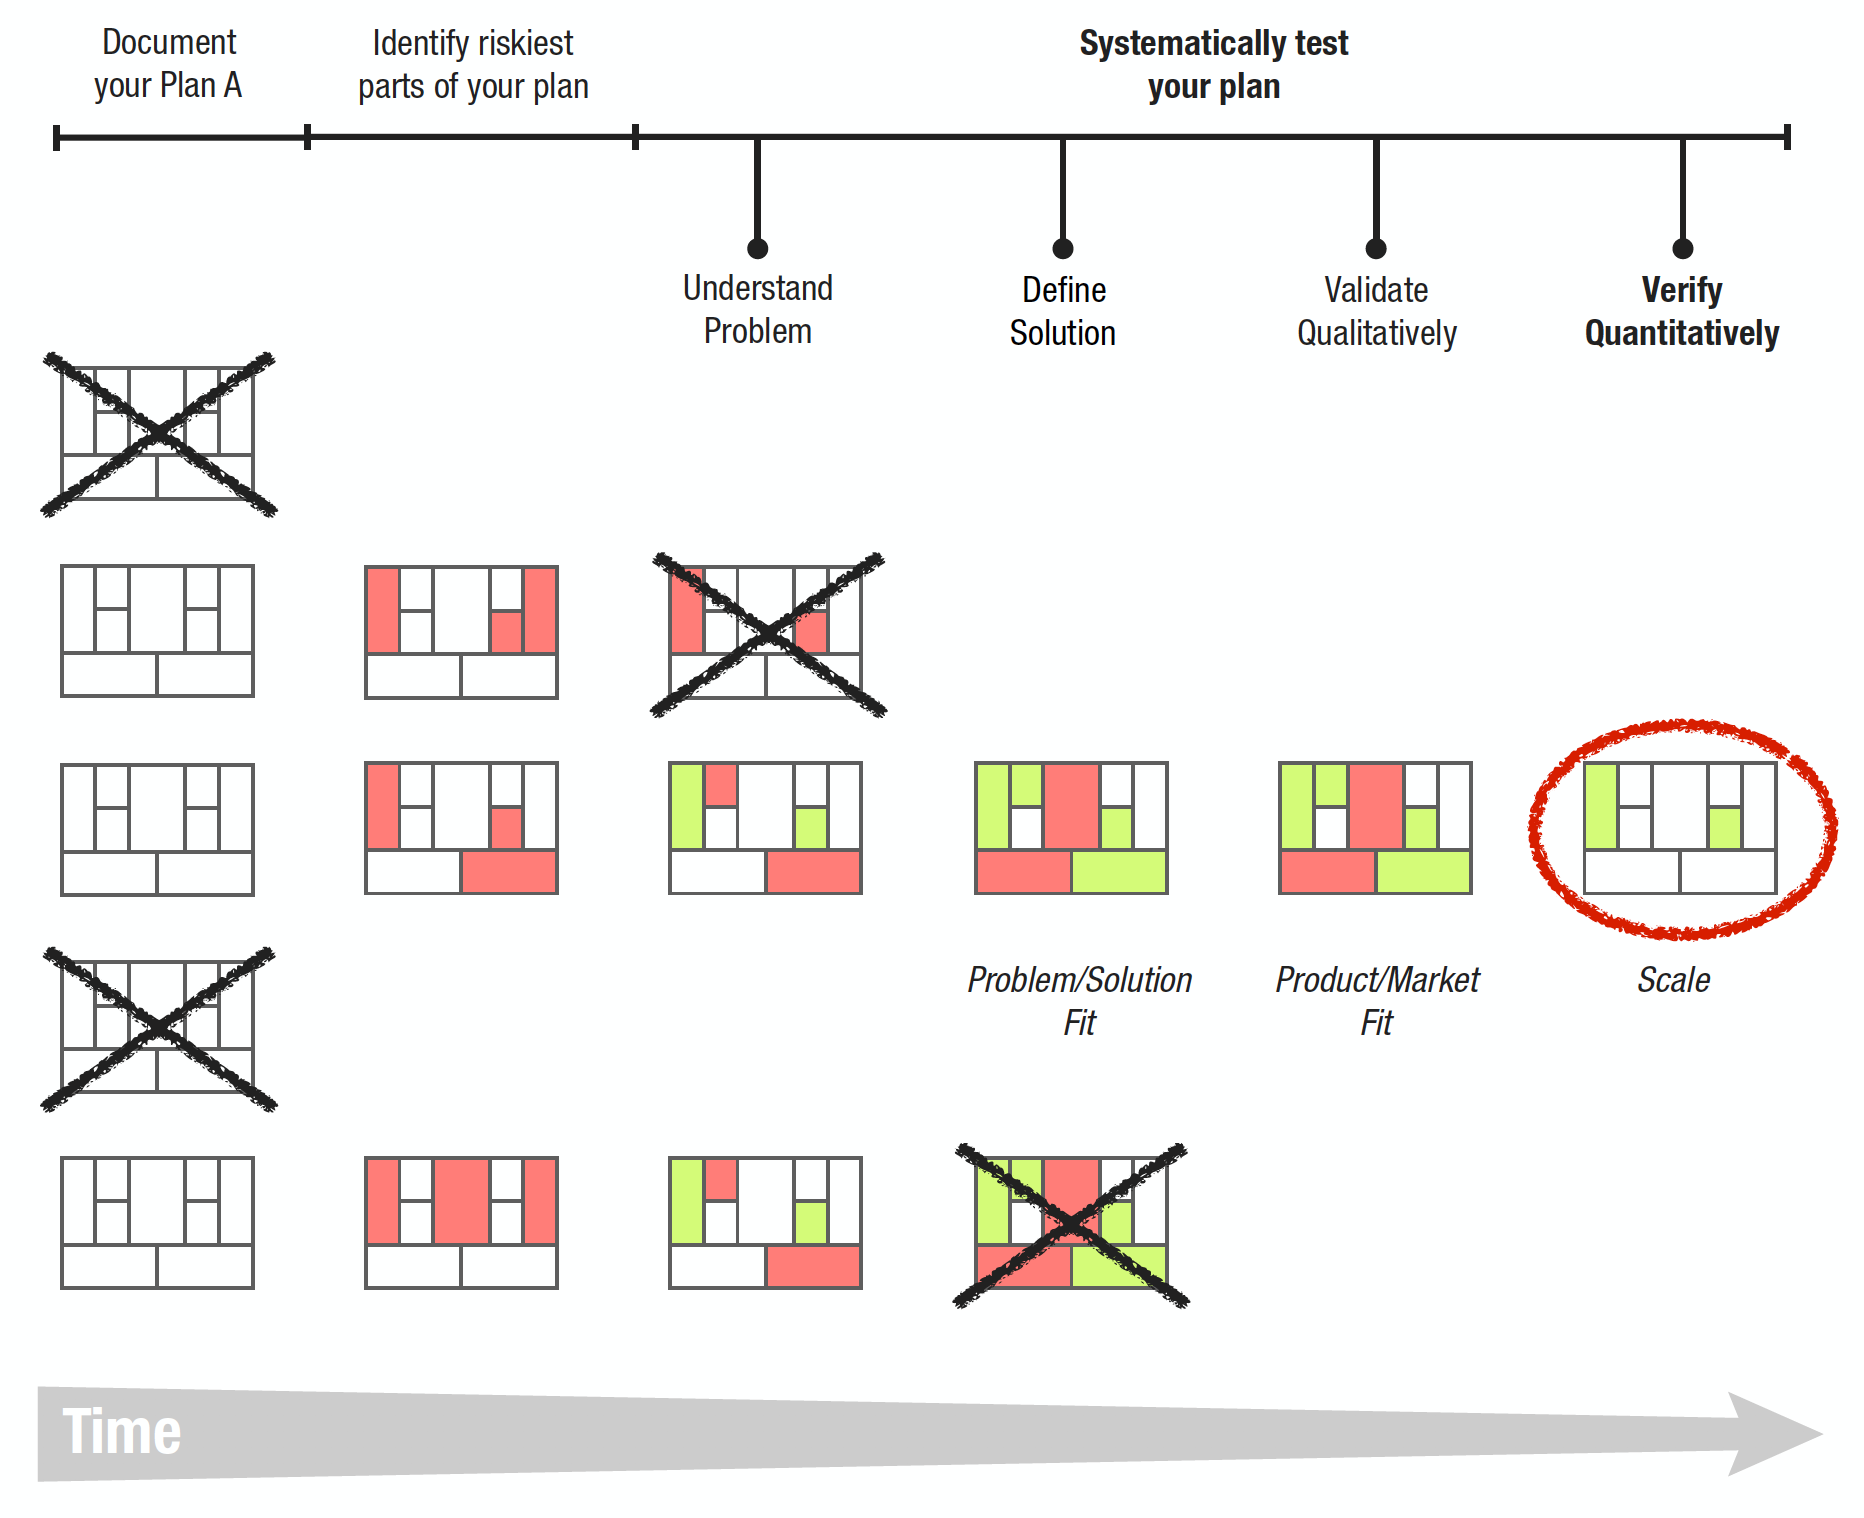 Document
your Plan A
Identify riskiest
parts of your plan
Systematically test
your plan
Understand
Problem
Define
Solution
Validate
Qualitatively
Verify
Quantitatively
Problem/Solution
Fit
Product/Market
Fit
Scale
Time